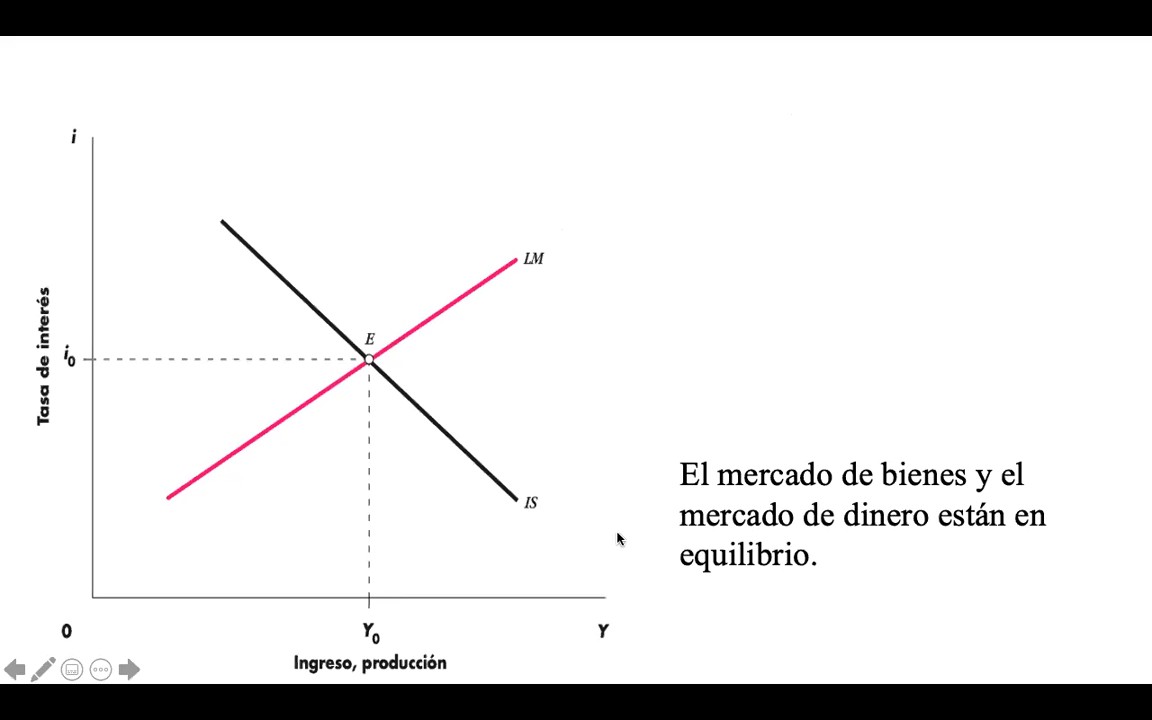 i
LM
E
Tasa de interés
i0
El mercado de bienes y el
mercado de dinero están en
equilibrio.
IS
0
Y0
Y
Ingreso, producción